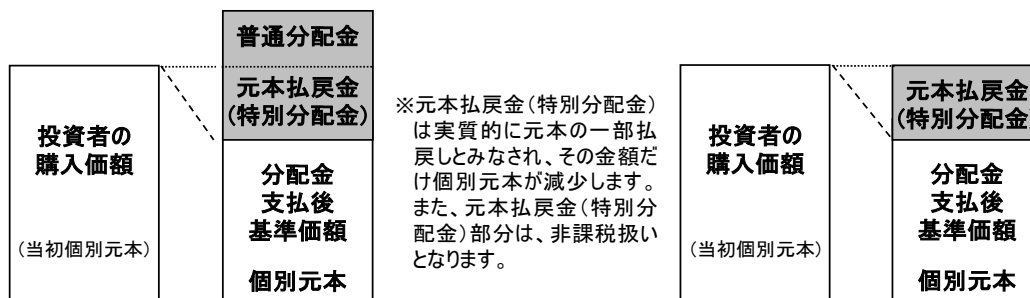 普通分配金
元本払戻金
(特別分配金)
投資者の
購入価額
(当初個別元本)
分配金
支払後
基準価額
個別元本
※元本払戻金(特別分配金)
は実質的に元本の一部払
戻しとみなされ、その金額だ
け個別元本が減少します。
また、元本払戻金(特別分
配金)部分は、非課税扱い
となります。
投資者の
購入価額
(当初個別元本)
元本払戻金
(特別分配金)
分配金
支払後
基準価額
個別元本